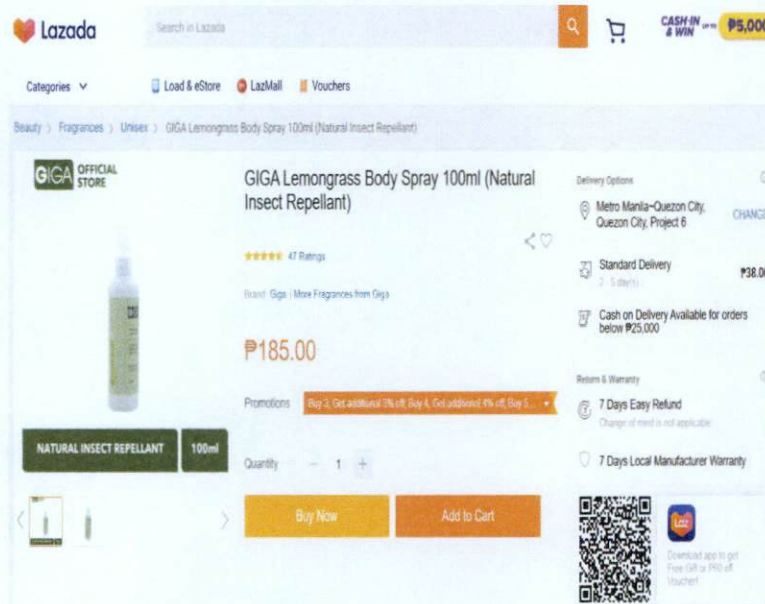 Lazada
Search in Lazada
CASH-IN & WIN UP TO ₱5,000
Categories
Load & eStore
LazMall
Vouchers
Beauty > Fragrances > Unisex > GIGA Lemongrass Body Spray 100ml (Natural Insect Repellant)
GIGA OFFICIAL STORE
NATURAL INSECT REPELLANT
100ml
GIGA Lemongrass Body Spray 100ml (Natural
Insect Repellant)
47 Ratings
Brand: Giga | More Fragrances from Giga
₱185.00
Promotions
Buy 3, Get additional 3% off, Buy 4, Get additional 4% off, Buy 5...
Quantity
1
Buy Now
Add to Cart
Delivery Options
Metro Manila~Quezon City,
Quezon City, Project 6
CHANGE
Standard Delivery
₱38.00
2 - 5 day(s)
Cash on Delivery Available for orders
below ₱25,000
Return & Warranty
7 Days Easy Refund
Change of mind is not applicable
7 Days Local Manufacturer Warranty
Download app to get
Free Gift or
Voucher!